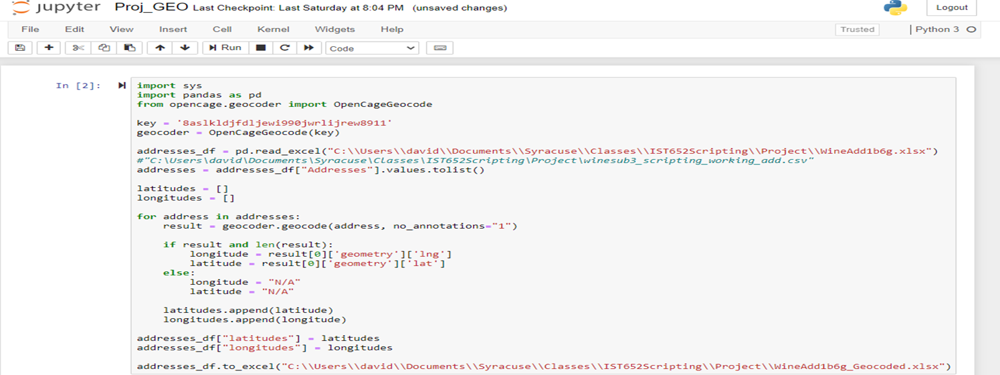 jupyter Proj_GEO Last Checkpoint: Last Saturday at 8:04 PM (unsaved changes) Logout
File Edit View Insert Cell Kernel Widgets Help Trusted Python 3
Run Code
In [2]:
import sys
import pandas as pd
from opencage.geocoder import OpenCageGeocode
key = '8aslkldjfdljewi990jwrlijrew8911'
geocoder = OpenCageGeocode(key)
addresses_df = pd.read_excel("C:\\Users\\david\\Documents\\Syracuse\\Classes\\IST652Scripting\\Project\\WineAdd1b6g.xlsx")
#"C:\Users\david\Documents\Syracuse\Classes\IST652Scripting\Project\winesub3_scripting_working_add.csv"
addresses = addresses_df["Addresses"].values.tolist()
latitudes = []
longitudes = []
for address in addresses:
    result = geocoder.geocode(address, no_annotations="1")
    if result and len(result):
        longitude = result[0]['geometry']['lng']
        latitude = result[0]['geometry']['lat']
    else:
        longitude = "N/A"
        latitude = "N/A"
    latitudes.append(latitude)
    longitudes.append(longitude)
addresses_df["latitudes"] = latitudes
addresses_df["longitudes"] = longitudes
addresses_df.to_excel("C:\\Users\\david\\Documents\\Syracuse\\Classes\\IST652Scripting\\Project\\WineAdd1b6g_Geocoded.xlsx")